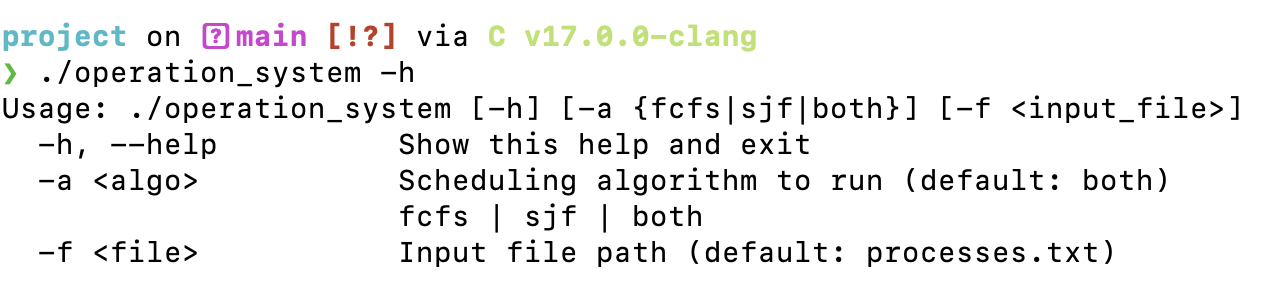 project on ?main [!?] via C v17.0.0-clang
❯ ./operation_system -h
Usage: ./operation_system [-h] [-a {fcfs|sjf|both}] [-f <input_file>]
  -h, --help          Show this help and exit
  -a <algo>           Scheduling algorithm to run (default: both)
                      fcfs | sjf | both
  -f <file>           Input file path (default: processes.txt)